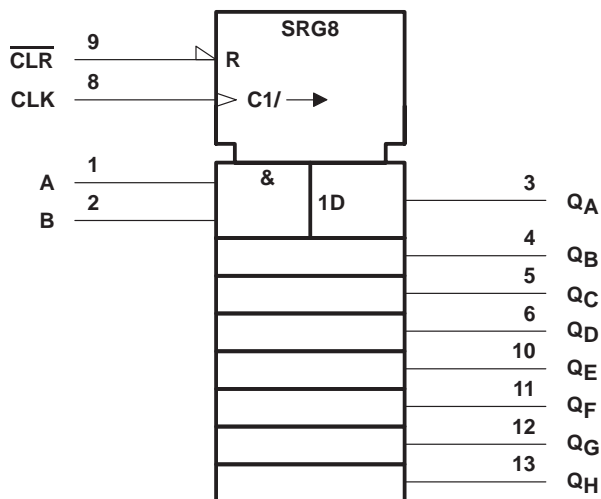 SRG8
9
C̅L̅R̅
R
8
CLK
C1/
1
A
&
1D
2
B
3
QA
4
QB
5
QC
6
QD
10
QE
11
QF
12
QG
13
QH